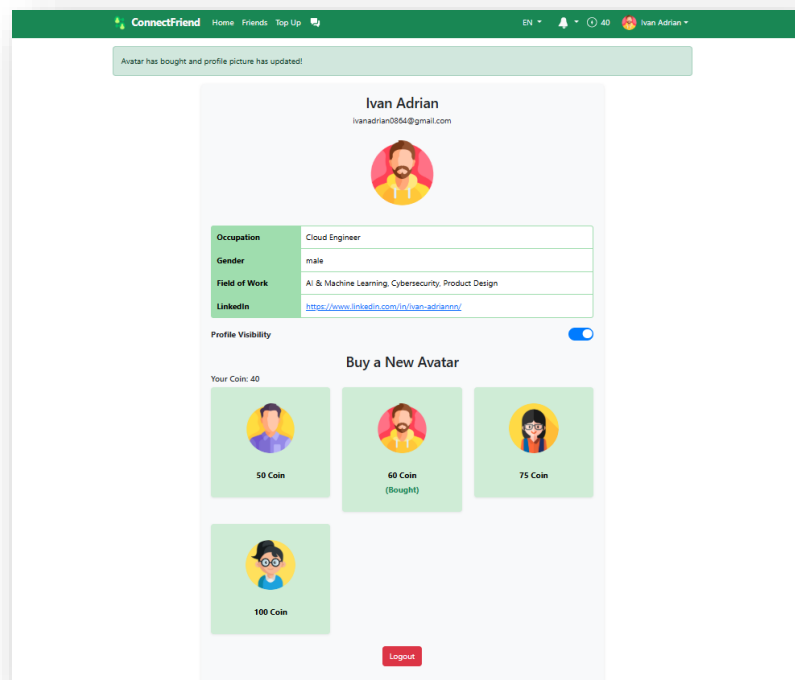 ConnectFriend Home Friends Top Up EN 40 Ivan Adrian
Avatar has bought and profile picture has updated!
Ivan Adrian
ivanadrian0864@gmail.com
Occupation Cloud Engineer
Gender male
Field of Work AI & Machine Learning, Cybersecurity, Product Design
LinkedIn https://www.linkedin.com/in/ivan-adriannn/
Profile Visibility
Buy a New Avatar
Your Coin: 40
50 Coin 60 Coin 75 Coin
(Bought)
100 Coin
Logout